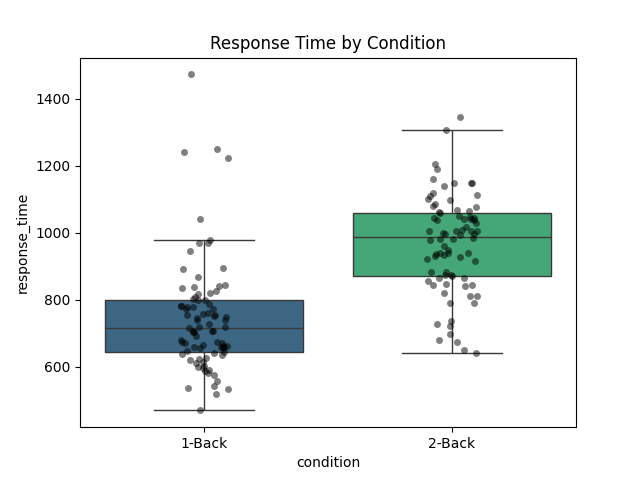 Response Time by Condition
response_time
1400
1200
1000
800
600
1-Back
2-Back
condition